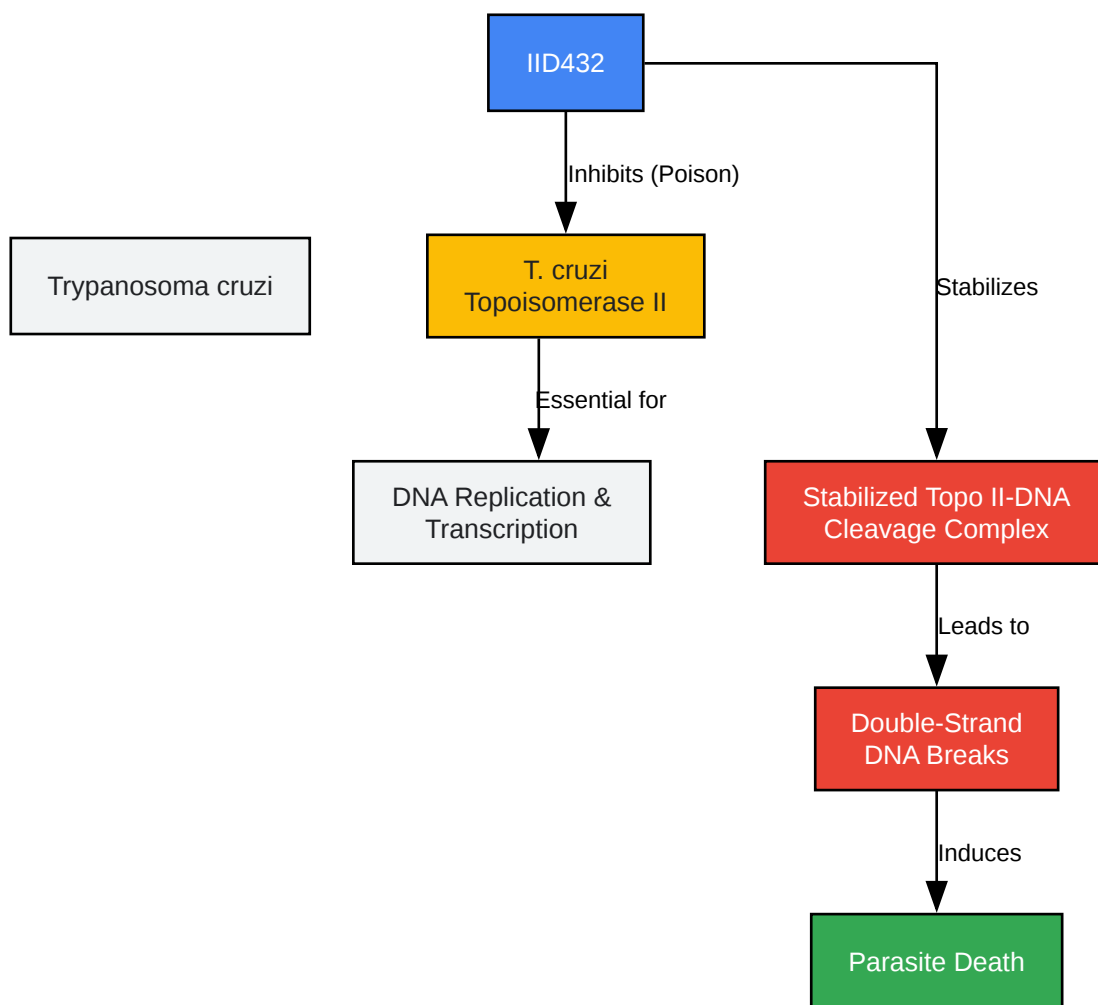 IID432
Inhibits (Poison)
Trypanosoma cruzi
T. cruzi
Topoisomerase II
Stabilizes
Essential for
DNA Replication &
Transcription
Stabilized Topo II-DNA
Cleavage Complex
Leads to
Double-Strand
DNA Breaks
Induces
Parasite Death